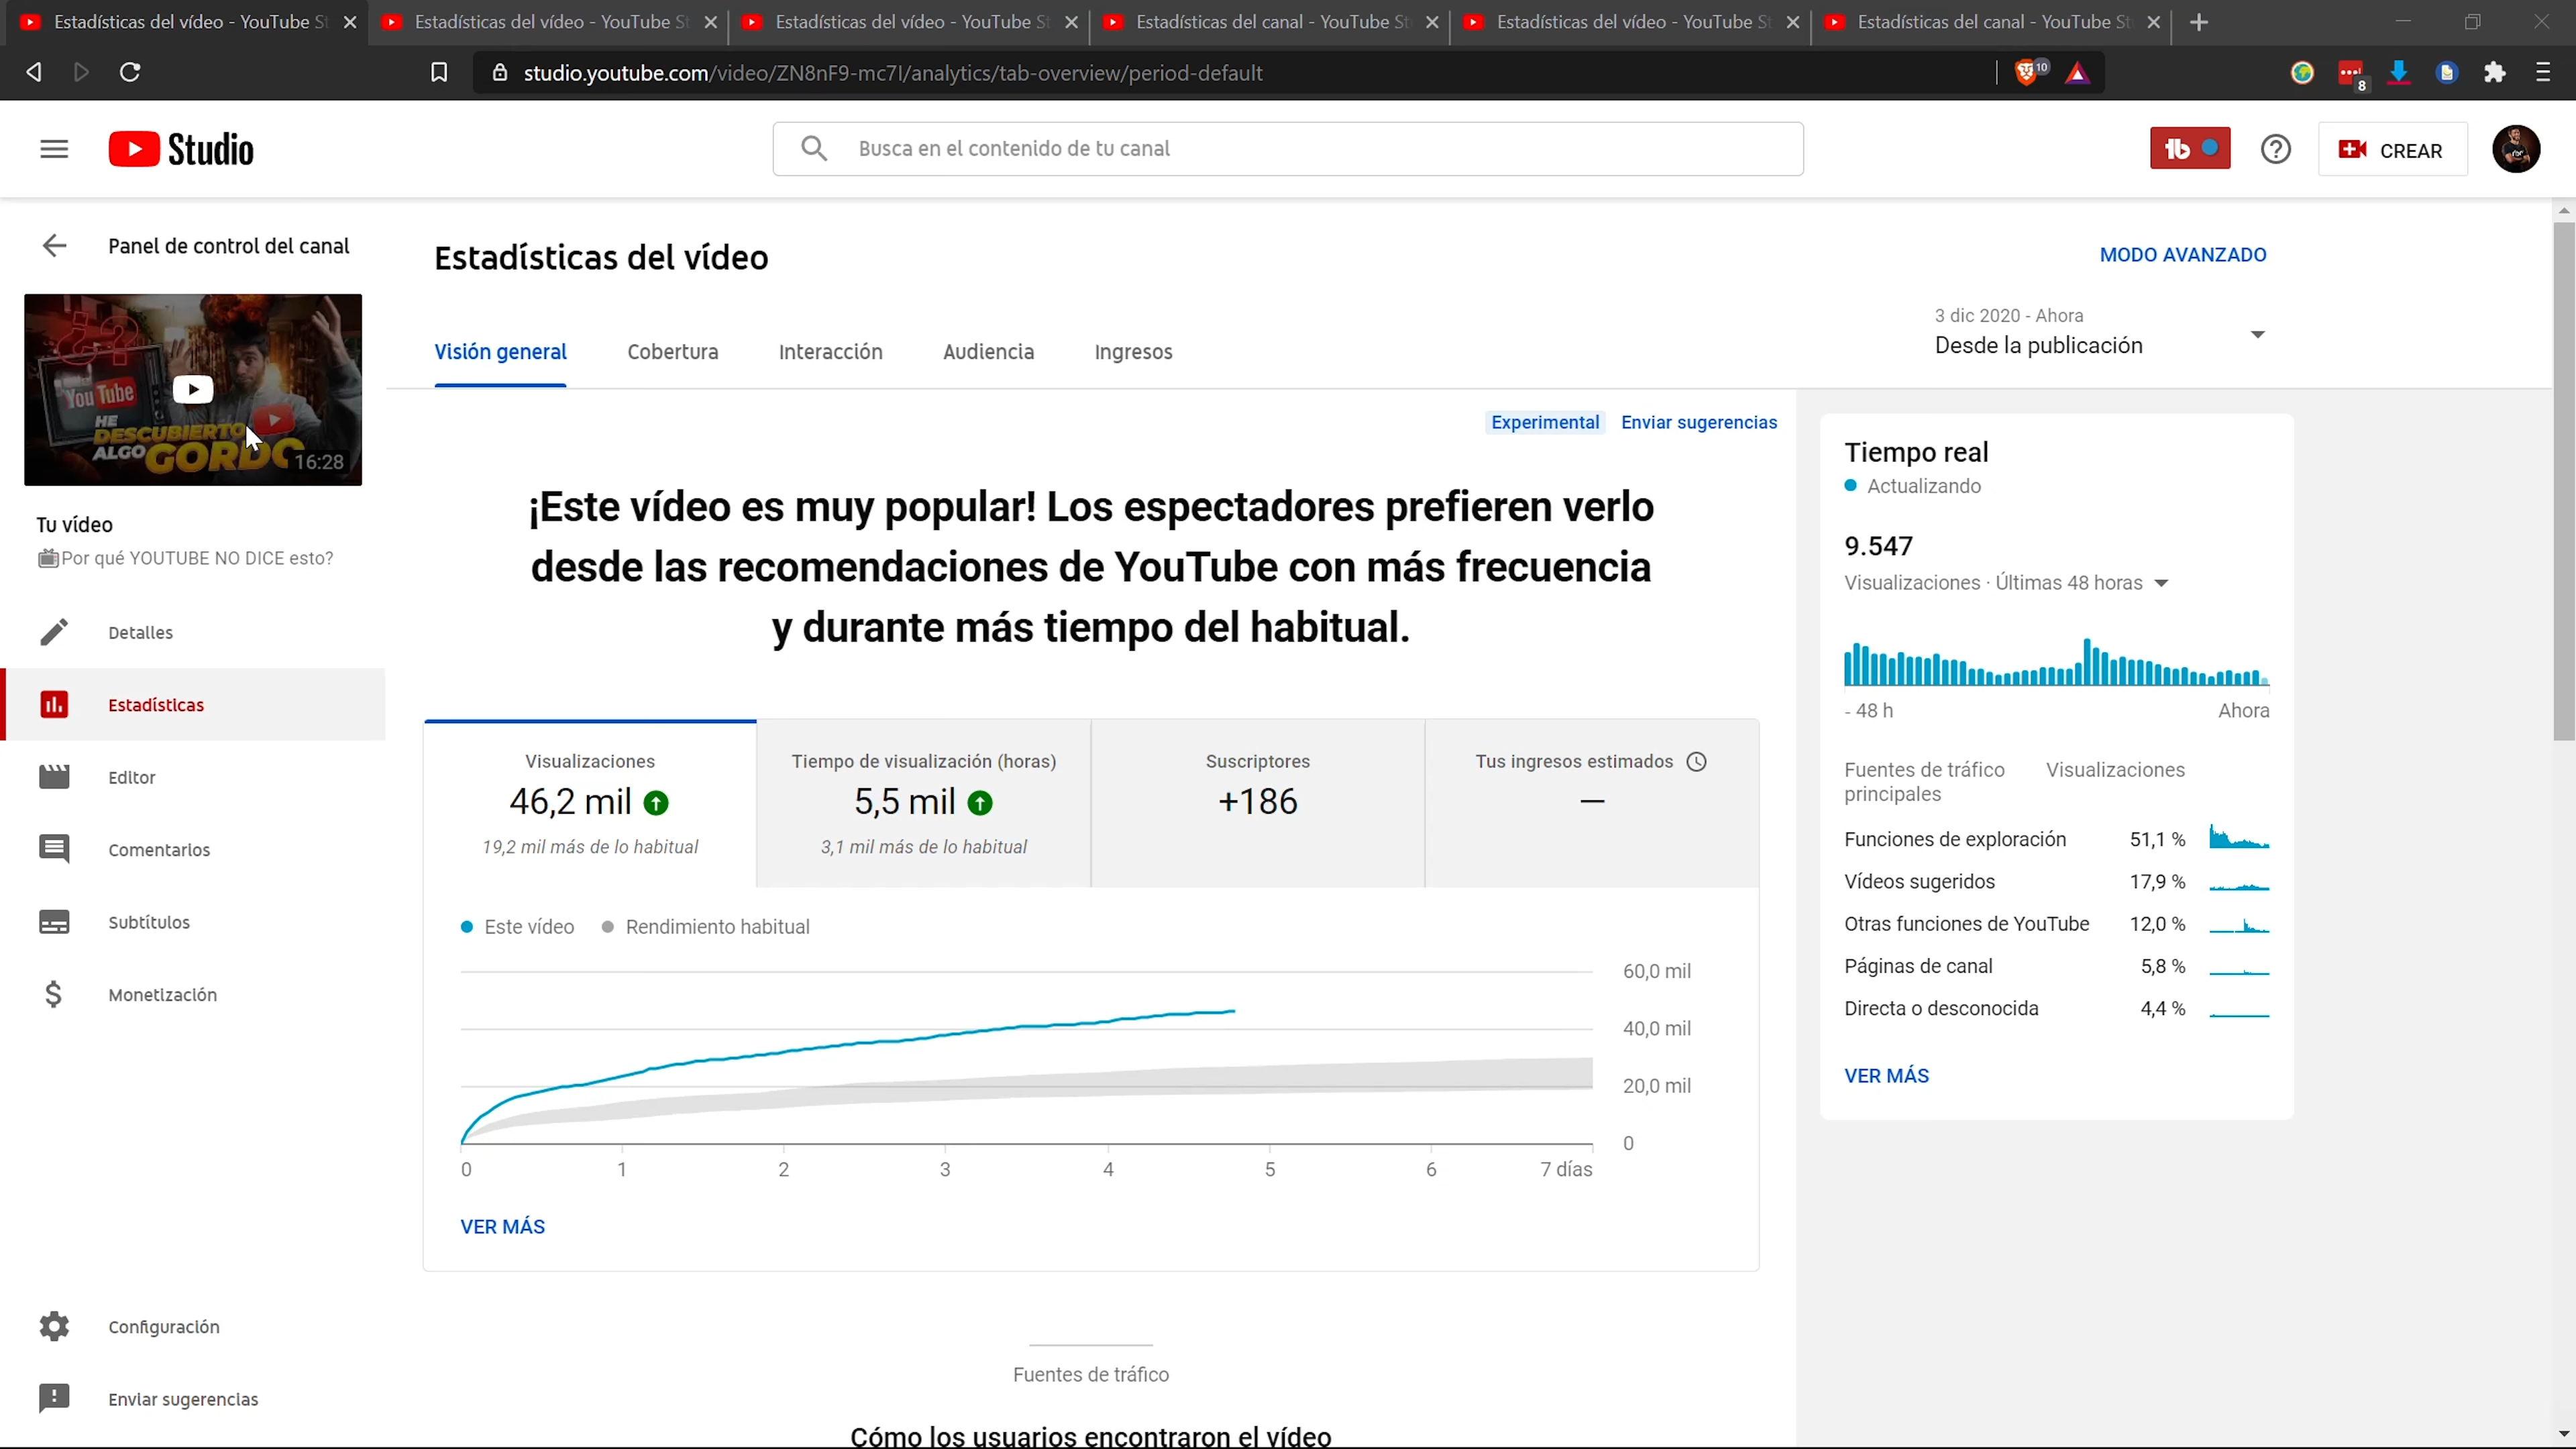 Estadísticas del vídeo - YouTube St
Estadísticas del vídeo - YouTube St
Estadísticas del vídeo - YouTube St
Estadísticas del canal - YouTube St
Estadísticas del vídeo - YouTube St
Estadísticas del canal - YouTube St
studio.youtube.com/video/ZN8nF9-mc7I/analytics/tab-overview/period-default
10
8
Studio
Busca en el contenido de tu canal
tb
CREAR
Panel de control del canal
Estadísticas del vídeo
MODO AVANZADO
3 dic 2020 - Ahora
Desde la publicación
Visión general
Cobertura
Interacción
Audiencia
Ingresos
¿?
YouTube
HE
DESCUBIERTO
ALGO GORDO
16:28
Tu vídeo
Por qué YOUTUBE NO DICE esto?
Detalles
Estadísticas
Editor
Comentarios
Subtítulos
Monetización
Configuración
Enviar sugerencias
Experimental
Enviar sugerencias
¡Este vídeo es muy popular! Los espectadores prefieren verlo
desde las recomendaciones de YouTube con más frecuencia
y durante más tiempo del habitual.
Visualizaciones
46,2 mil
19,2 mil más de lo habitual
Tiempo de visualización (horas)
5,5 mil
3,1 mil más de lo habitual
Suscriptores
+186
Tus ingresos estimados
—
Este vídeo
Rendimiento habitual
60,0 mil
40,0 mil
20,0 mil
0
0 1 2 3 4 5 6 7 días
VER MÁS
Fuentes de tráfico
Cómo los usuarios encontraron el vídeo
Tiempo real
Actualizando
9.547
Visualizaciones · Últimas 48 horas
- 48 h
Ahora
Fuentes de tráfico
principales
Visualizaciones
Funciones de exploración 51,1 %
Vídeos sugeridos 17,9 %
Otras funciones de YouTube 12,0 %
Páginas de canal 5,8 %
Directa o desconocida 4,4 %
VER MÁS